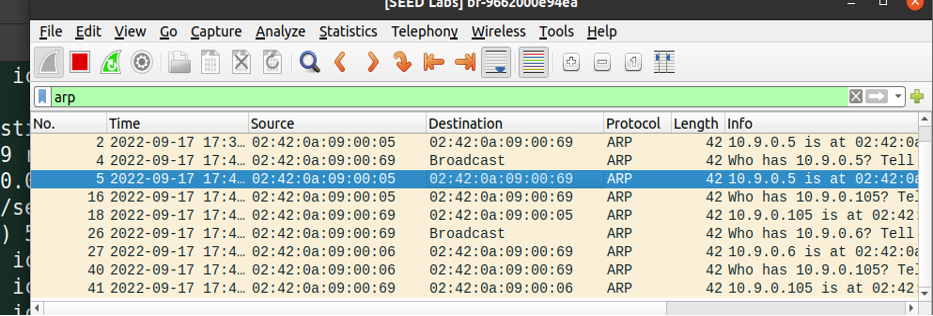 [SEED Labs] br-9662000e94ea
File Edit View Go Capture Analyze Statistics Telephony Wireless Tools Help
arp
No. Time Source Destination Protocol Length Info
2 2022-09-17 17:3… 02:42:0a:09:00:05 02:42:0a:09:00:69 ARP 42 10.9.0.5 is at 02:42:0a
4 2022-09-17 17:4… 02:42:0a:09:00:69 Broadcast ARP 42 Who has 10.9.0.5? Tell
5 2022-09-17 17:4… 02:42:0a:09:00:05 02:42:0a:09:00:69 ARP 42 10.9.0.5 is at 02:42:0a
16 2022-09-17 17:4… 02:42:0a:09:00:05 02:42:0a:09:00:69 ARP 42 Who has 10.9.0.105? Tel
18 2022-09-17 17:4… 02:42:0a:09:00:69 02:42:0a:09:00:05 ARP 42 10.9.0.105 is at 02:42:
26 2022-09-17 17:4… 02:42:0a:09:00:69 Broadcast ARP 42 Who has 10.9.0.6? Tell
27 2022-09-17 17:4… 02:42:0a:09:00:06 02:42:0a:09:00:69 ARP 42 10.9.0.6 is at 02:42:0a
40 2022-09-17 17:4… 02:42:0a:09:00:06 02:42:0a:09:00:69 ARP 42 Who has 10.9.0.105? Tel
41 2022-09-17 17:4… 02:42:0a:09:00:69 02:42:0a:09:00:06 ARP 42 10.9.0.105 is at 02:42: